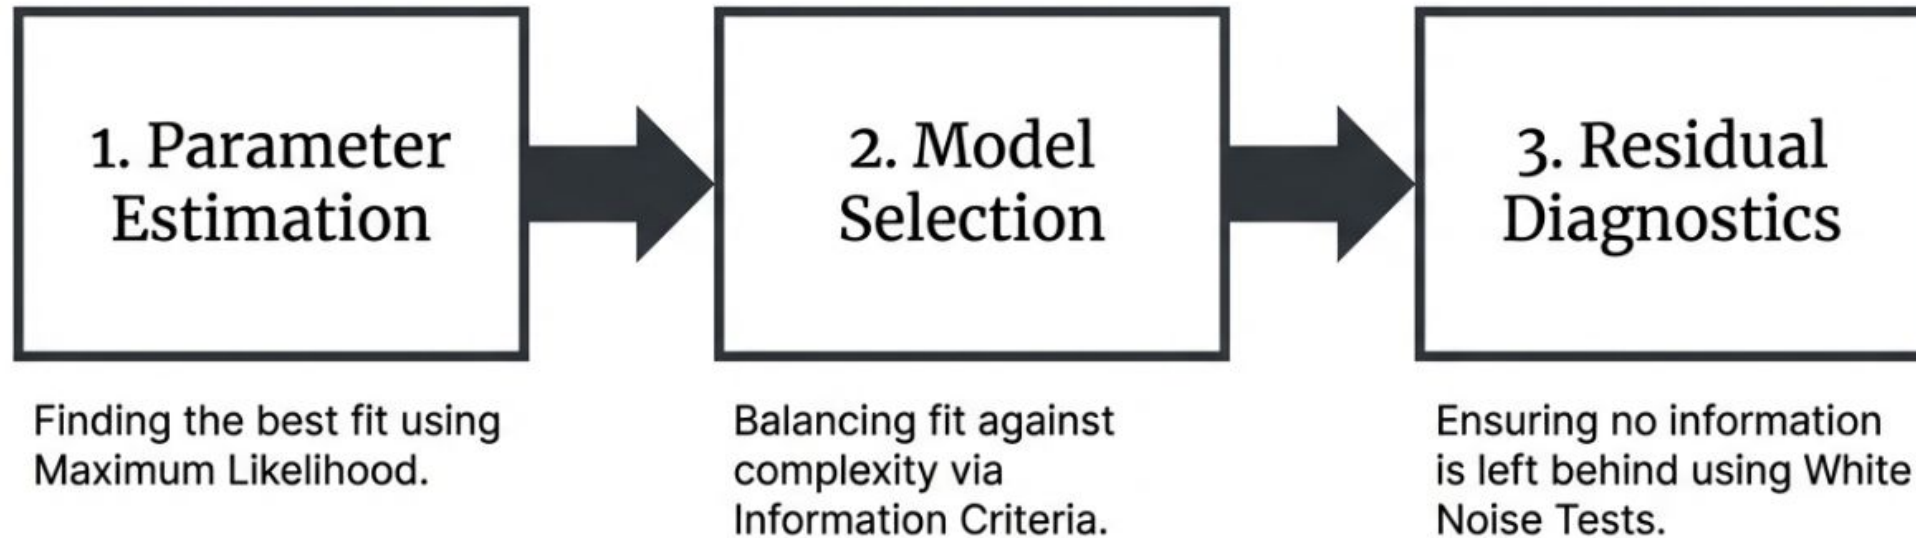 1. Parameter
Estimation
2. Model
Selection
3. Residual
Diagnostics
Finding the best fit using
Maximum Likelihood.
Balancing fit against
complexity via
Information Criteria.
Ensuring no information
is left behind using White
Noise Tests.